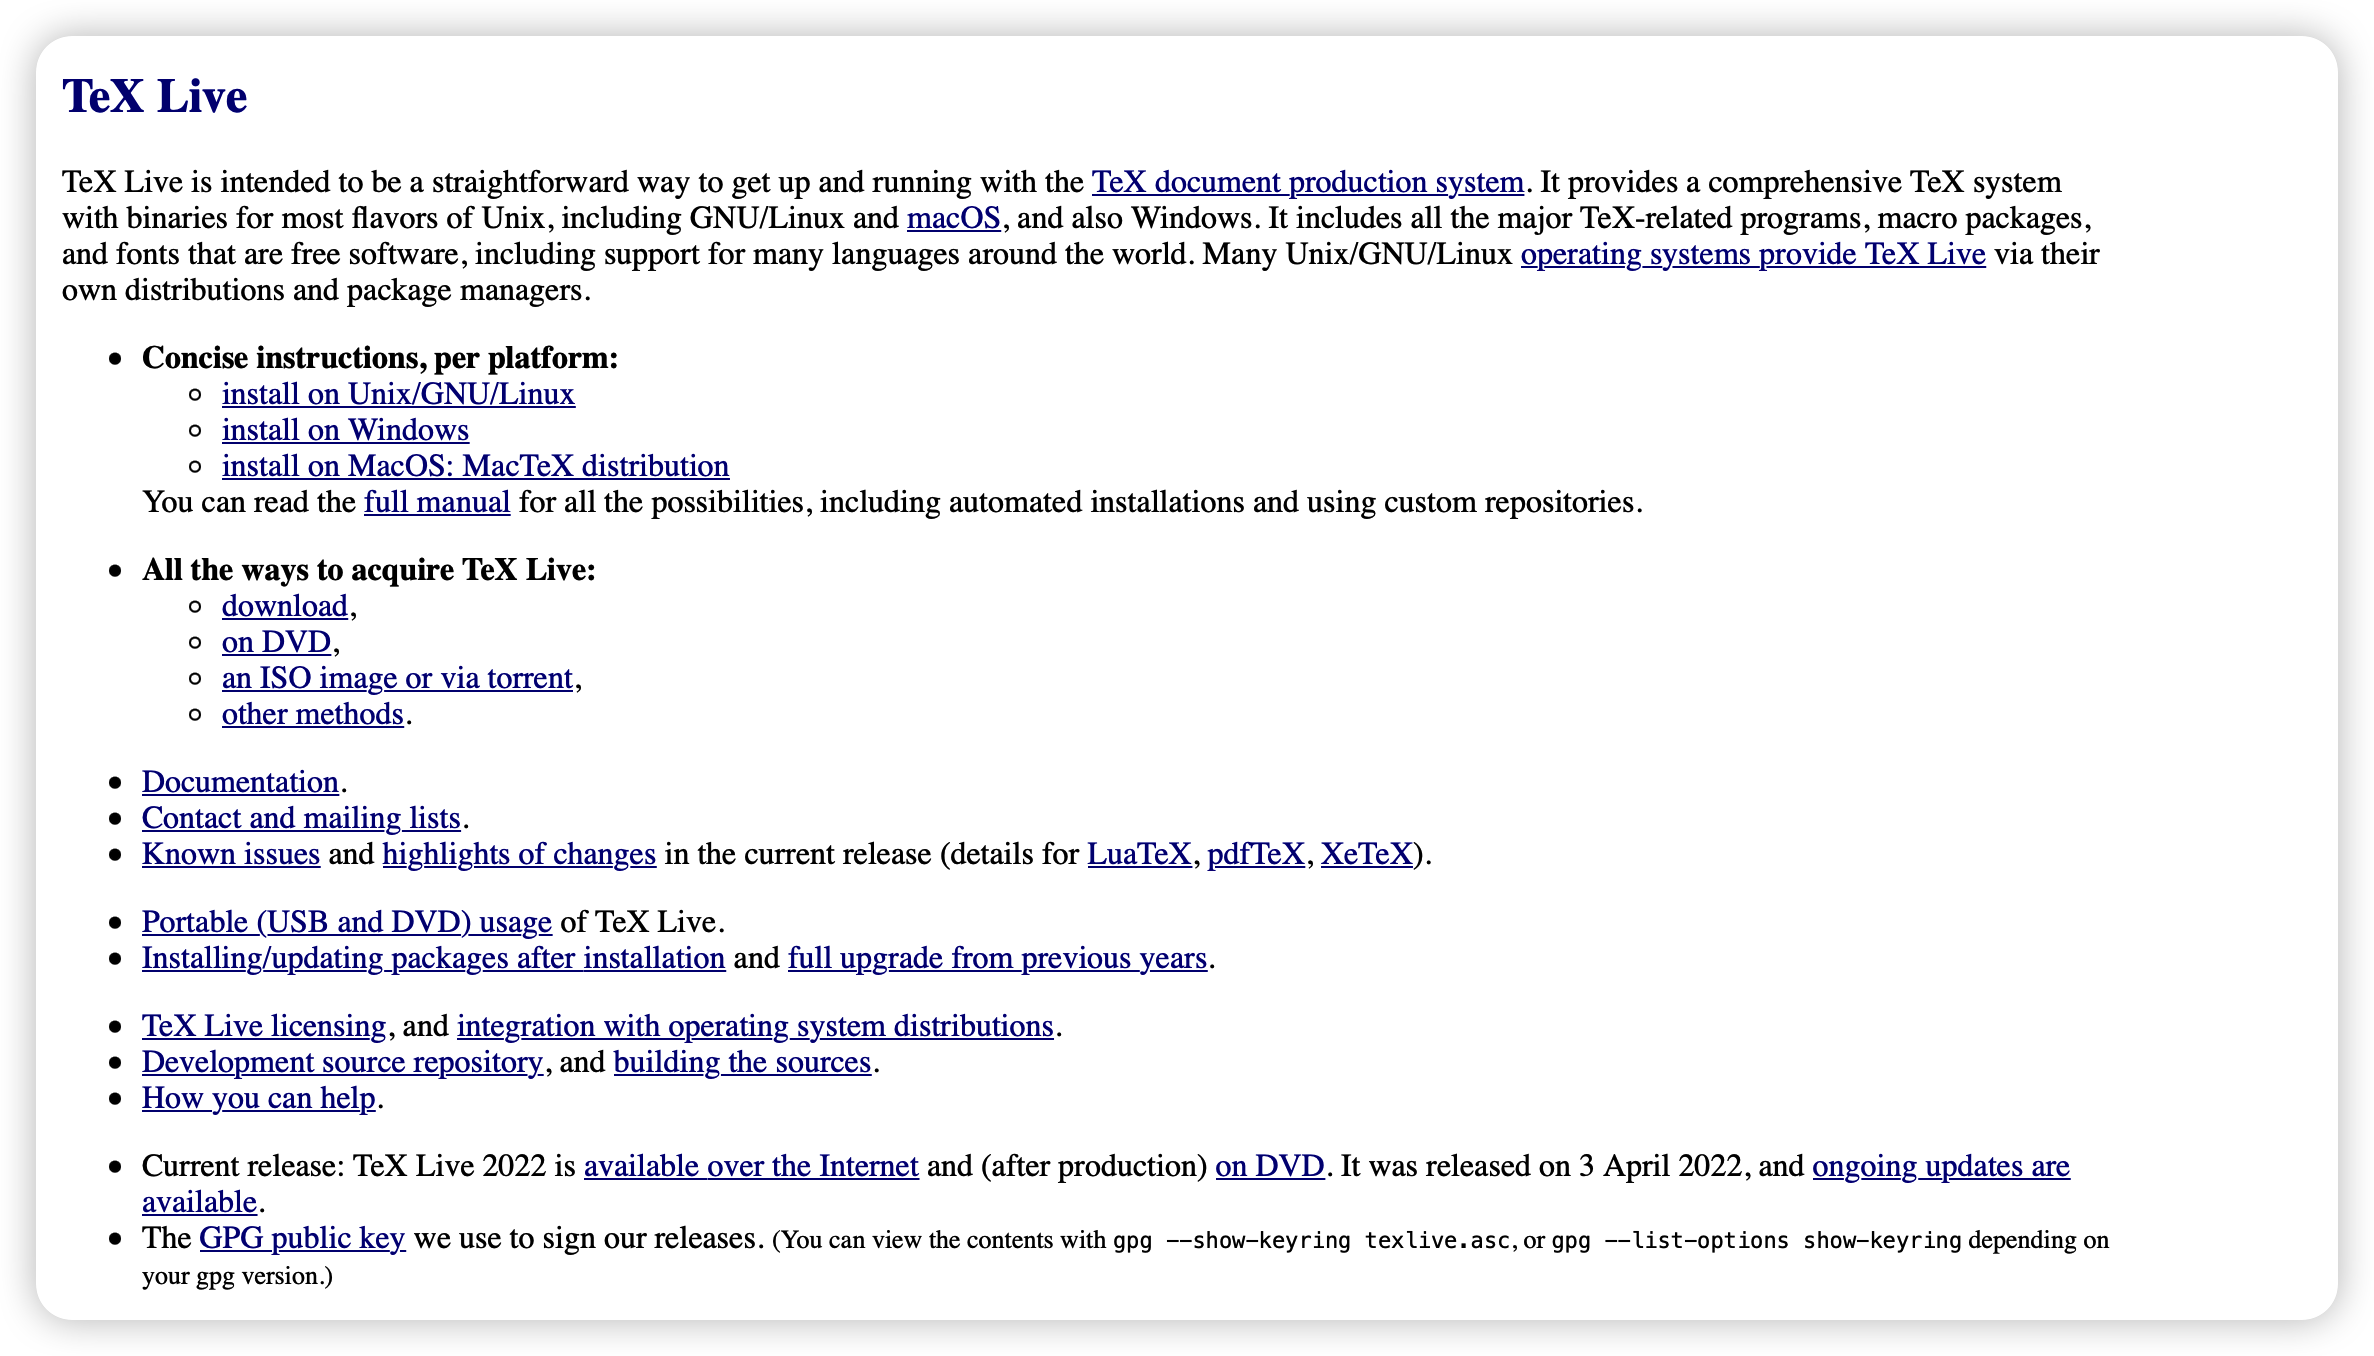 TeX Live
TeX Live is intended to be a straightforward way to get up and running with the TeX document production system. It provides a comprehensive TeX system
with binaries for most flavors of Unix, including GNU/Linux and macOS, and also Windows. It includes all the major TeX-related programs, macro packages,
and fonts that are free software, including support for many languages around the world. Many Unix/GNU/Linux operating systems provide TeX Live via their
own distributions and package managers.
Concise instructions, per platform:
install on Unix/GNU/Linux
install on Windows
install on MacOS: MacTeX distribution
You can read the full manual for all the possibilities, including automated installations and using custom repositories.
All the ways to acquire TeX Live:
download,
on DVD,
an ISO image or via torrent,
other methods.
Documentation.
Contact and mailing lists.
Known issues and highlights of changes in the current release (details for LuaTeX, pdfTeX, XeTeX).
Portable (USB and DVD) usage of TeX Live.
Installing/updating packages after installation and full upgrade from previous years.
TeX Live licensing, and integration with operating system distributions.
Development source repository, and building the sources.
How you can help.
Current release: TeX Live 2022 is available over the Internet and (after production) on DVD. It was released on 3 April 2022, and ongoing updates are
available.
The GPG public key we use to sign our releases. (You can view the contents with gpg --show-keyring texlive.asc, or gpg --list-options show-keyring depending on
your gpg version.)